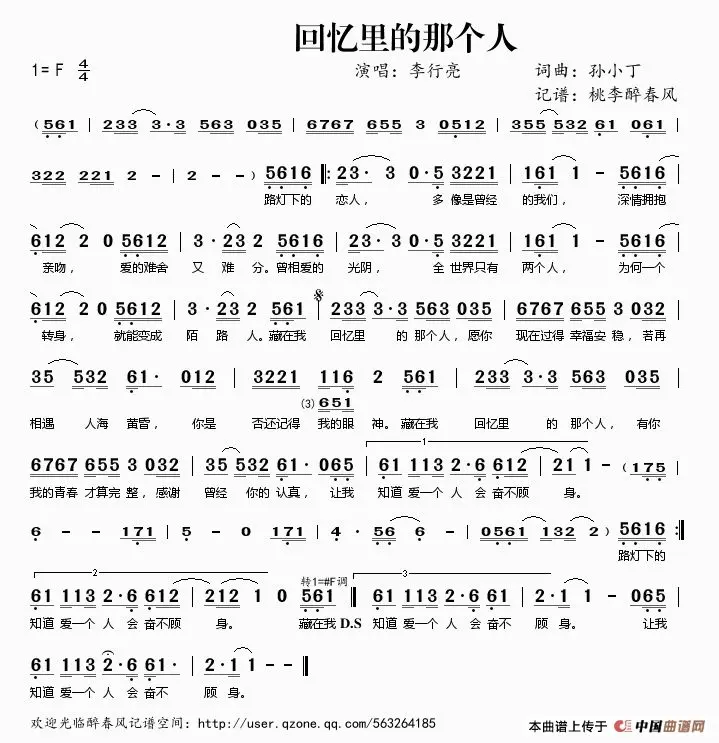 回忆里的那个人
1=F 4/4 演唱：李行亮 词曲：孙小丁
记谱：桃李醉春风
（561 | 233 3·3 563 035 | 6767 655 3 0512 | 355 532 61 061 |
322 221 2 - | 2 - ）5616 |: 23· 3 0·5 3221 | 161 1 - 5616 |
路灯下的 恋人， 多 像是曾经 的我们， 深情拥抱
612 2 0 5612 | 3·23 2 5612 | 23· 3 0·5 3221 | 161 1 - 5616 |
亲吻， 爱的难舍 又 难 分。曾相爱的 光阴， 全 世界只有 两个人， 为何一个
612 2 0 5612 | 3·23 2 561 | 233 3·3 563 035 | 6767 655 3 032 |
转身， 就能变成 陌 路 人。藏在我 回忆里 的 那个人，愿你 现在过得 幸福安 稳，若再
35 532 61· 012 | 3221 116 2 561 | 233 3·3 563 035 |
(3) 651
相遇 人海 黄昏， 你是 否还记得 我的眼 神。藏在我 回忆里 的 那个人，有你
1
6767 655 3 032 | 35 532 61· 065 | 61 113 2·6 612 | 21 1 - （175 |
我的青春 才算完 整，感谢 曾经 你的 认真，让我 知道 爱一个 人 会 奋不顾 身。
6 - - 171 | 5 - 0 171 | 4· 56 6 - | 0561 132 2 ）5616 :|
路灯下的
2 转1=#F调 3
61 113 2·6 612 | 212 1 0 561 | 61 113 2·6 61· | 2·1 1 - 065 |
知道 爱一个 人 会 奋不顾 身。 藏在我 D.S 知道 爱一个 人 会 奋不 顾 身。 让我
61 113 2·6 61· | 2·1 1 - - |
知道 爱一个 人 会 奋不 顾 身。
欢迎光临醉春风记谱空间：http://user.qzone.qq.com/563264185
本曲谱上传于 中国曲谱网